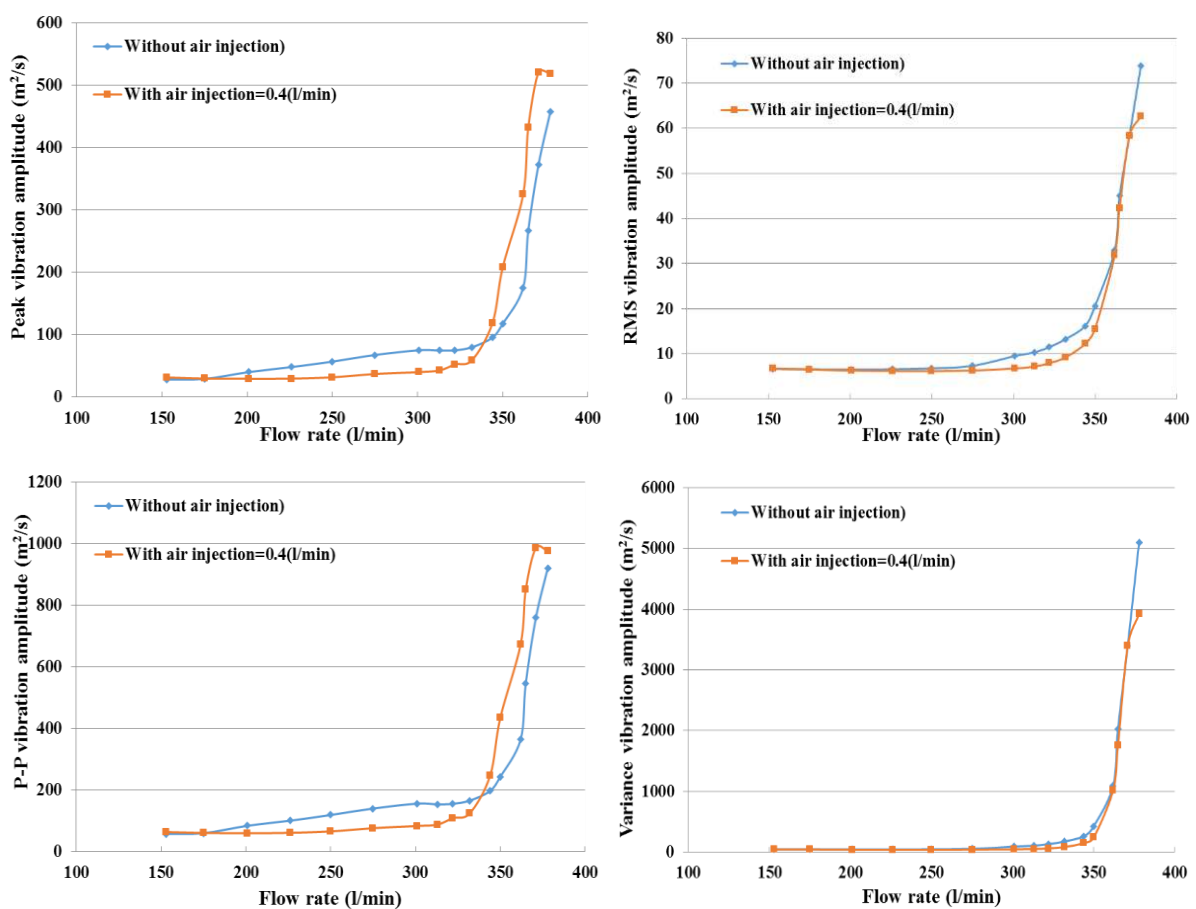 600
500
400
300
200
100
0
Peak vibration amplitude (m²/s)
Without air injection)
With air injection=0.4(l/min)
100 150 200 250 300 350 400
Flow rate (l/min)
80
70
60
50
40
30
20
10
0
RMS vibration amplitude (m²/s)
Without air injection)
With air injection=0.4(l/min)
100 150 200 250 300 350 400
Flow rate (l/min)
1200
1000
800
600
400
200
0
P-P vibration amplitude (m²/s)
Without air injection)
With air injection=0.4(l/min)
100 150 200 250 300 350 400
Flow rate (l/min)
6000
5000
4000
3000
2000
1000
0
Variance vibration amplitude (m²/s)
Without air injection)
With air injection=0.4(l/min)
100 150 200 250 300 350 400
Flow rate (l/min)